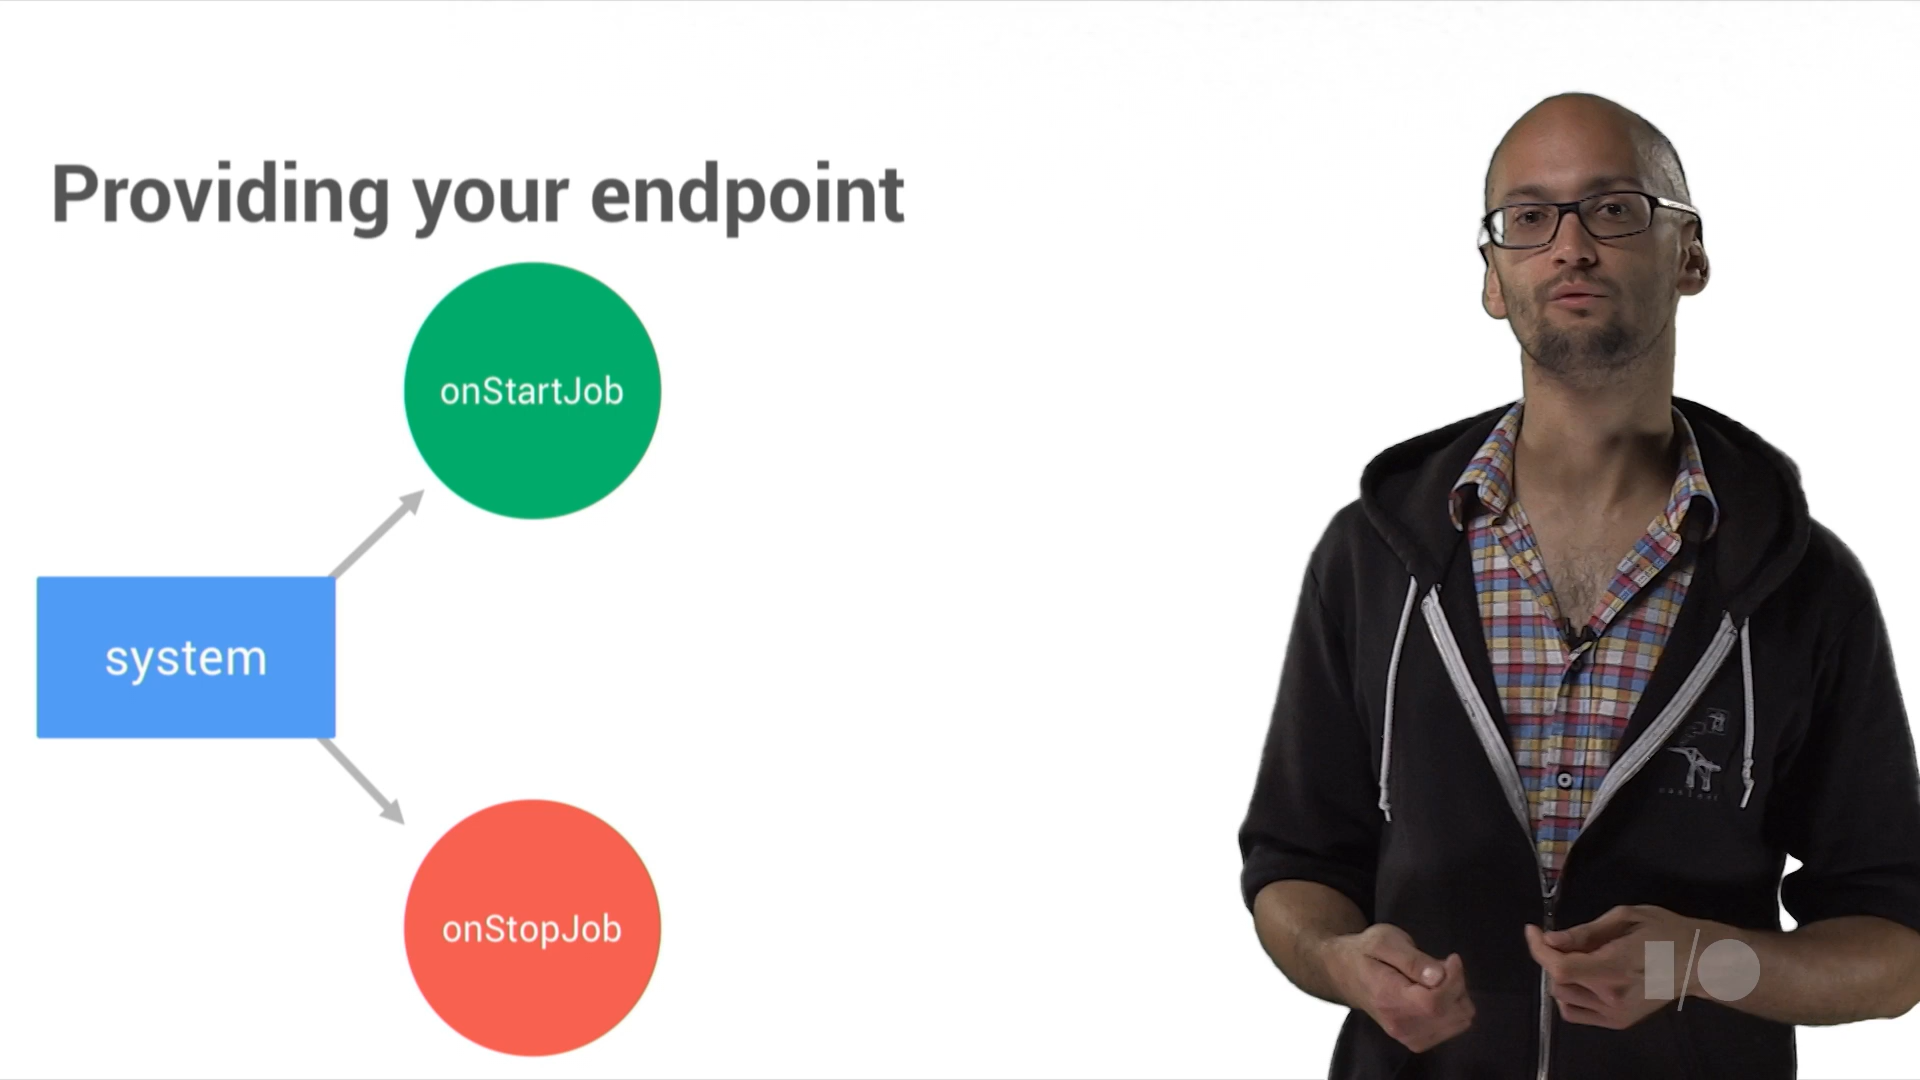 Providing your endpoint
onStartJob
system
onStopJob
I/O